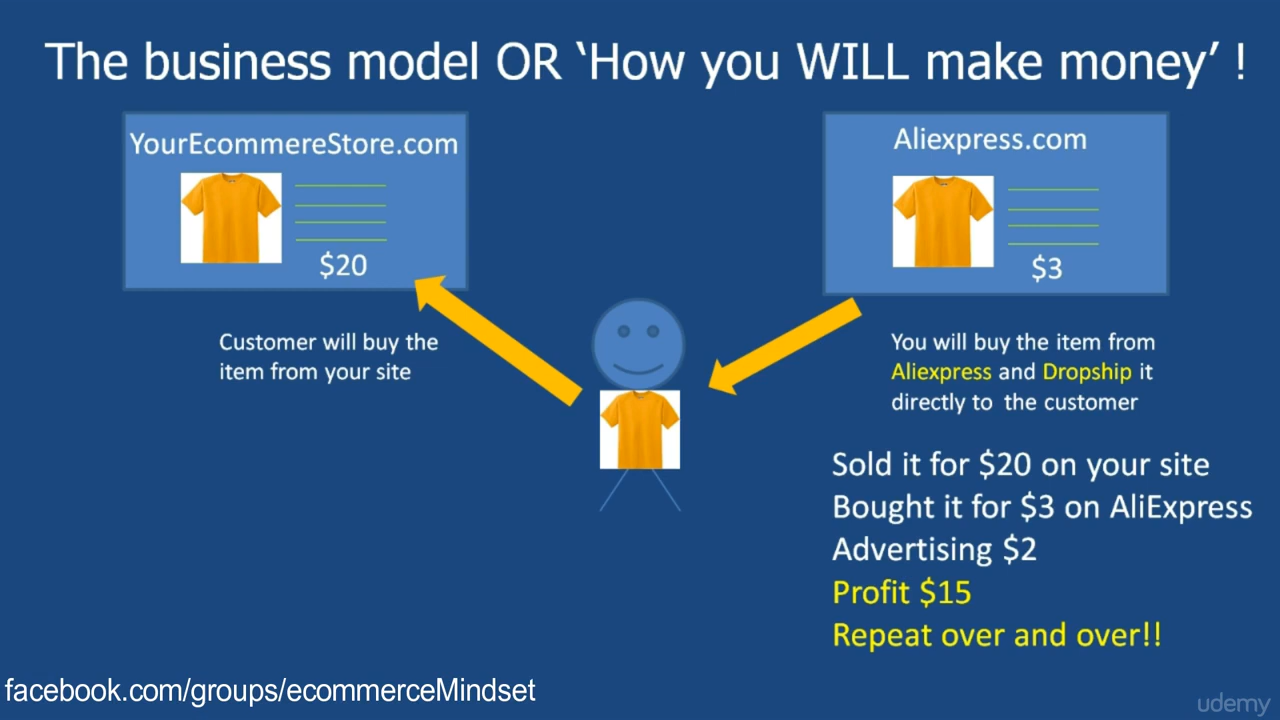 The business model OR ‘How you WILL make money’ !
YourEcommereStore.com
$20
Customer will buy the
item from your site
Aliexpress.com
$3
You will buy the item from
Aliexpress and Dropship it
directly to the customer
Sold it for $20 on your site
Bought it for $3 on AliExpress
Advertising $2
Profit $15
Repeat over and over!!
facebook.com/groups/ecommerceMindset
udemy